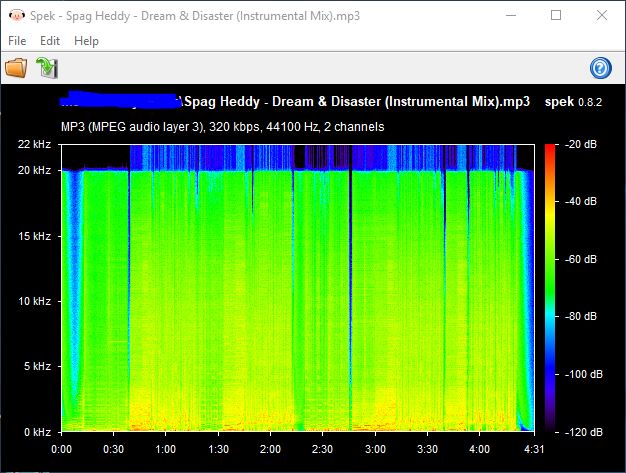 Spek - Spag Heddy - Dream & Disaster (Instrumental Mix).mp3
File Edit Help
\Spag Heddy - Dream & Disaster (Instrumental Mix).mp3 spek 0.8.2
MP3 (MPEG audio layer 3), 320 kbps, 44100 Hz, 2 channels
22 kHz
20 kHz
15 kHz
10 kHz
5 kHz
0 kHz
0:00 0:30 1:00 1:30 2:00 2:30 3:00 3:30 4:00 4:31
-20 dB
-40 dB
-60 dB
-80 dB
-100 dB
-120 dB